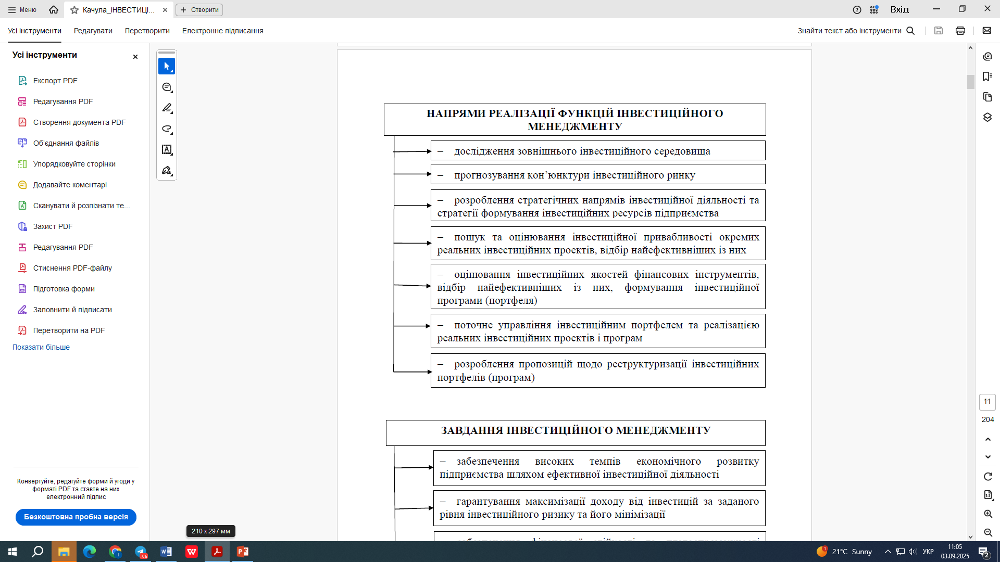 Меню
Качула_ІНВЕСТИЦІ...
Створити
Вхід
Усі інструменти
Редагувати
Перетворити
Електронне підписання
Знайти текст або інструменти
Усі інструменти
Експорт PDF
Редагування PDF
Створення документа PDF
Об’єднання файлів
Упорядковуйте сторінки
Додавайте коментарі
Сканувати й розпізнати те...
Захист PDF
Редагування PDF
Стиснення PDF-файлу
Підготовка форми
Заповнити й підписати
Перетворити на PDF
Показати більше
Конвертуйте, редагуйте форми й угоди у
форматі PDF та ставте на них
електронний підпис
Безкоштовна пробна версія
210 x 297 мм
НАПРЯМИ РЕАЛІЗАЦІЇ ФУНКЦІЙ ІНВЕСТИЦІЙНОГО
МЕНЕДЖМЕНТУ
– дослідження зовнішнього інвестиційного середовища
– прогнозування кон’юнктури інвестиційного ринку
– розроблення стратегічних напрямів інвестиційної діяльності та
стратегії формування інвестиційних ресурсів підприємства
– пошук та оцінювання інвестиційної привабливості окремих
реальних інвестиційних проектів, відбір найефективніших із них
– оцінювання інвестиційних якостей фінансових інструментів,
відбір найефективніших із них, формування інвестиційної
програми (портфеля)
– поточне управління інвестиційним портфелем та реалізацією
реальних інвестиційних проектів і програм
– розроблення пропозицій щодо реструктуризації інвестиційних
портфелів (програм)
ЗАВДАННЯ ІНВЕСТИЦІЙНОГО МЕНЕДЖМЕНТУ
– забезпечення високих темпів економічного розвитку
підприємства шляхом ефективної інвестиційної діяльності
– гарантування максимізації доходу від інвестицій за заданого
рівня інвестиційного ризику та його мінімізації
11
204
21°C Sunny
УКР
11:05
03.09.2025
2